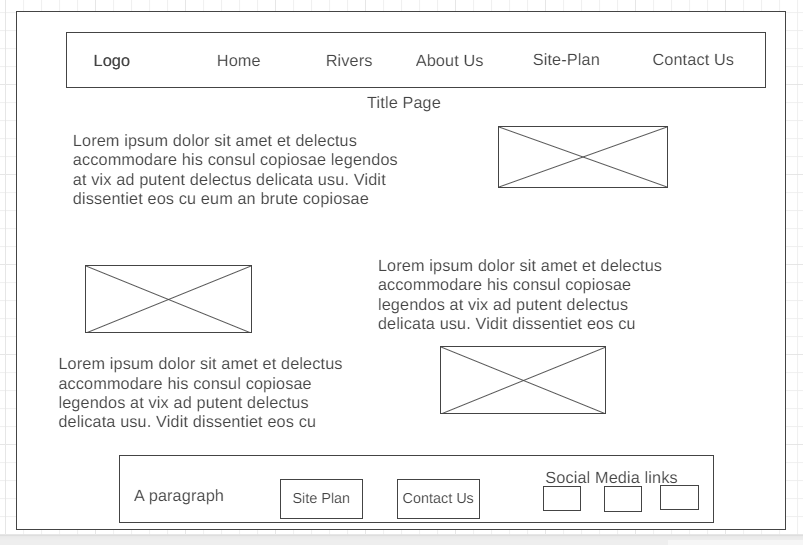 Logo Home Rivers About Us Site-Plan Contact Us
Title Page
Lorem ipsum dolor sit amet et delectus
accommodare his consul copiosae legendos
at vix ad putent delectus delicata usu. Vidit
dissentiet eos cu eum an brute copiosae
Lorem ipsum dolor sit amet et delectus
accommodare his consul copiosae
legendos at vix ad putent delectus
delicata usu. Vidit dissentiet eos cu
Lorem ipsum dolor sit amet et delectus
accommodare his consul copiosae
legendos at vix ad putent delectus
delicata usu. Vidit dissentiet eos cu
A paragraph
Site Plan
Contact Us
Social Media links